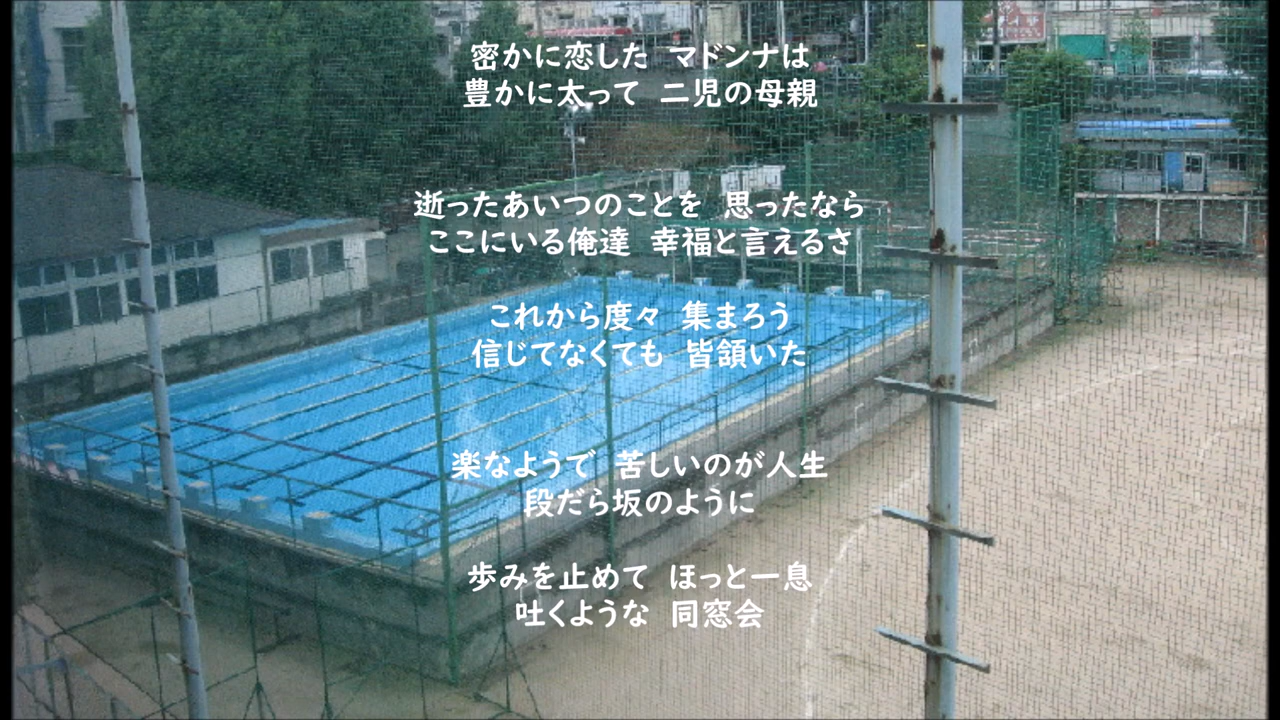 密かに恋した　マドンナは
豊かに太って　二児の母親
逝ったあいつのことを　思ったなら
ここにいる俺達　幸福と言えるさ
これから度々　集まろう
信じてなくても　皆頷いた
楽なようで　苦しいのが人生
段だら坂のように
歩みを止めて　ほっと一息
吐くような　同窓会